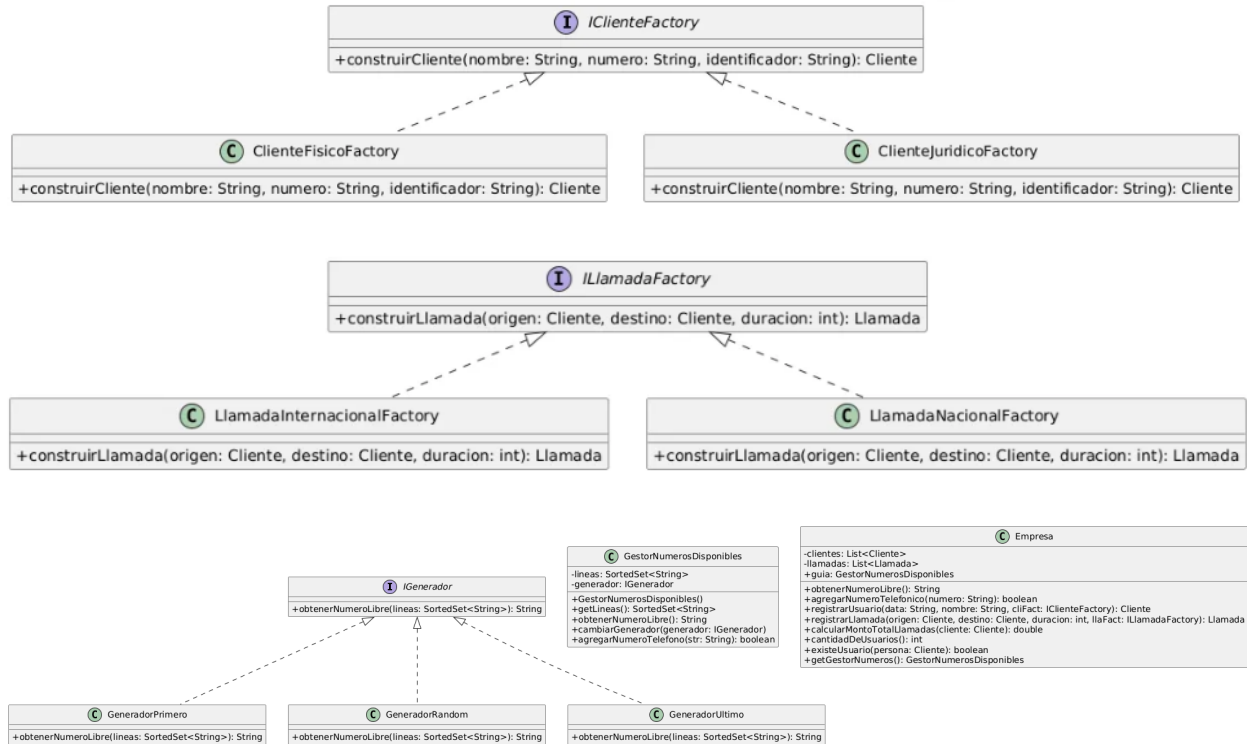 I IClienteFactory
+construirCliente(nombre: String, numero: String, identificador: String): Cliente
C ClienteFisicoFactory
+construirCliente(nombre: String, numero: String, identificador: String): Cliente
C ClienteJuridicoFactory
+construirCliente(nombre: String, numero: String, identificador: String): Cliente
I ILlamadaFactory
+construirLlamada(origen: Cliente, destino: Cliente, duracion: int): Llamada
C LlamadaInternacionalFactory
+construirLlamada(origen: Cliente, destino: Cliente, duracion: int): Llamada
C LlamadaNacionalFactory
+construirLlamada(origen: Cliente, destino: Cliente, duracion: int): Llamada
I IGenerador
+obtenerNumeroLibre(lineas: SortedSet<String>): String
C GestorNumerosDisponibles
-lineas: SortedSet<String>
-generador: IGenerador
+GestorNumerosDisponibles()
+getLineas(): SortedSet<String>
+obtenerNumeroLibre(): String
+cambiarGenerador(generador: IGenerador)
+agregarNumeroTelefono(str: String): boolean
C Empresa
-clientes: List<Cliente>
-llamadas: List<Llamada>
+guia: GestorNumerosDisponibles
+obtenerNumeroLibre(): String
+agregarNumeroTelefonico(numero: String): boolean
+registrarUsuario(data: String, nombre: String, cliFact: IClienteFactory): Cliente
+registrarLlamada(origen: Cliente, destino: Cliente, duracion: int, llaFact: ILlamadaFactory): Llamada
+calcularMontoTotalLlamadas(cliente: Cliente): double
+cantidadDeUsuarios(): int
+existeUsuario(persona: Cliente): boolean
+getGestorNumeros(): GestorNumerosDisponibles
C GeneradorPrimero
+obtenerNumeroLibre(lineas: SortedSet<String>): String
C GeneradorRandom
+obtenerNumeroLibre(lineas: SortedSet<String>): String
C GeneradorUltimo
+obtenerNumeroLibre(lineas: SortedSet<String>): String